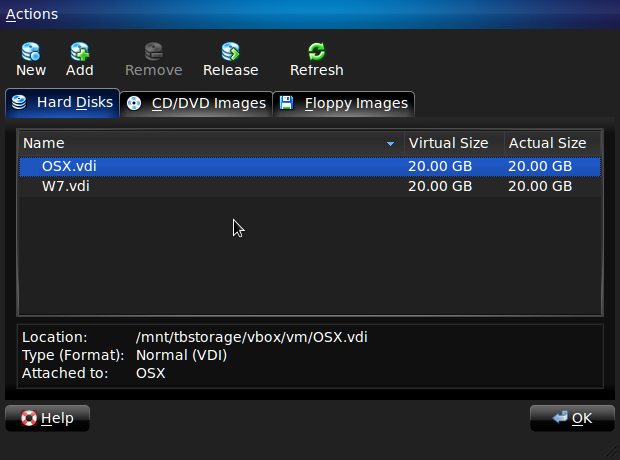 Actions
New Add Remove Release Refresh
Hard Disks CD/DVD Images Floppy Images
Name Virtual Size Actual Size
OSX.vdi 20.00 GB 20.00 GB
W7.vdi 20.00 GB 20.00 GB
Location: /mnt/tbstorage/vbox/vm/OSX.vdi
Type (Format): Normal (VDI)
Attached to: OSX
Help OK